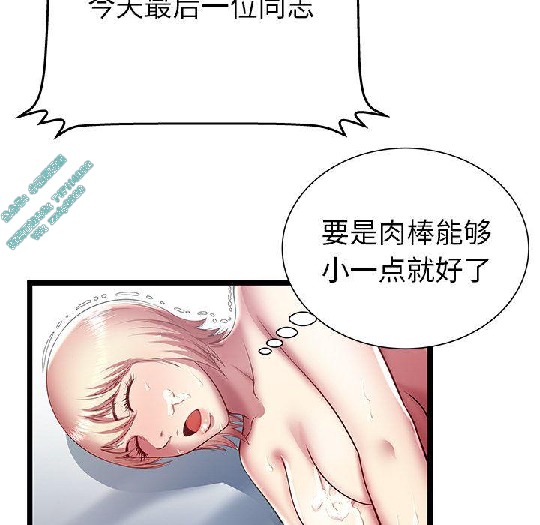 今天最后一位同志
要是肉棒能够
小一点就好了